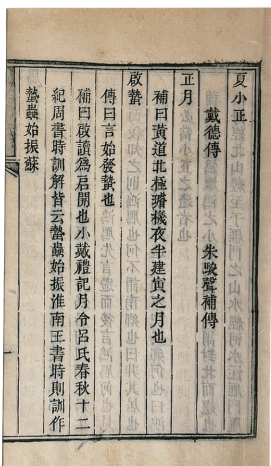 夏小正
戴德傳 朱駿聲補傳
正月
補曰黃道北極璿機夜半建寅之月也
啟蟄
傳曰言始發蟄也
補曰啟讀為启開也小戴禮記月令呂氏春秋十二
紀周書時訓解皆云蟄蟲始振淮南王書時則訓作
蟄蟲始振蘇